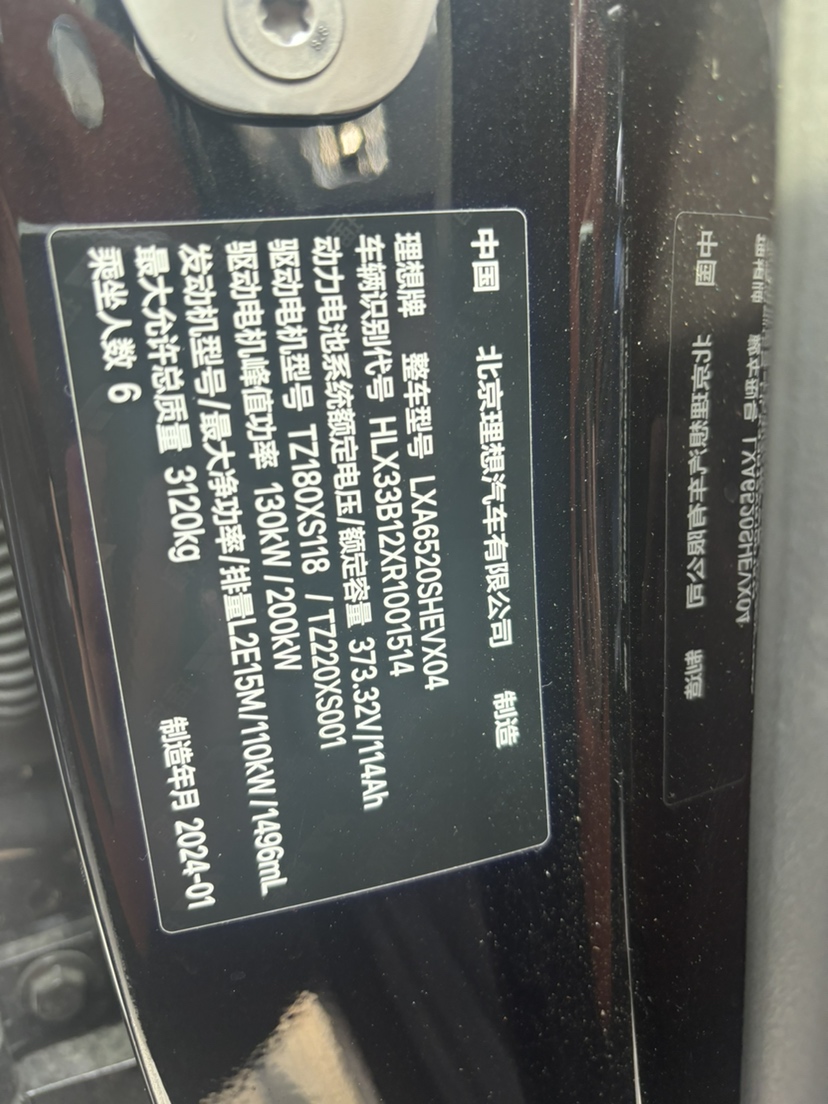 中国 北京理想汽车有限公司 制造
理想牌 整车型号 LXA6520SHEVX04
车辆识别代号 HLX33B12XR1001514
动力电池系统额定电压/额定容量 373.32V/114Ah
驱动电机型号 TZ180XS118 / TZ220XS001
驱动电机峰值功率 130kW / 200kW
发动机型号/最大净功率/排量L2E15M/110kW/1496mL
最大允许总质量 3120kg
制造年月 2024-01
乘坐人数 6